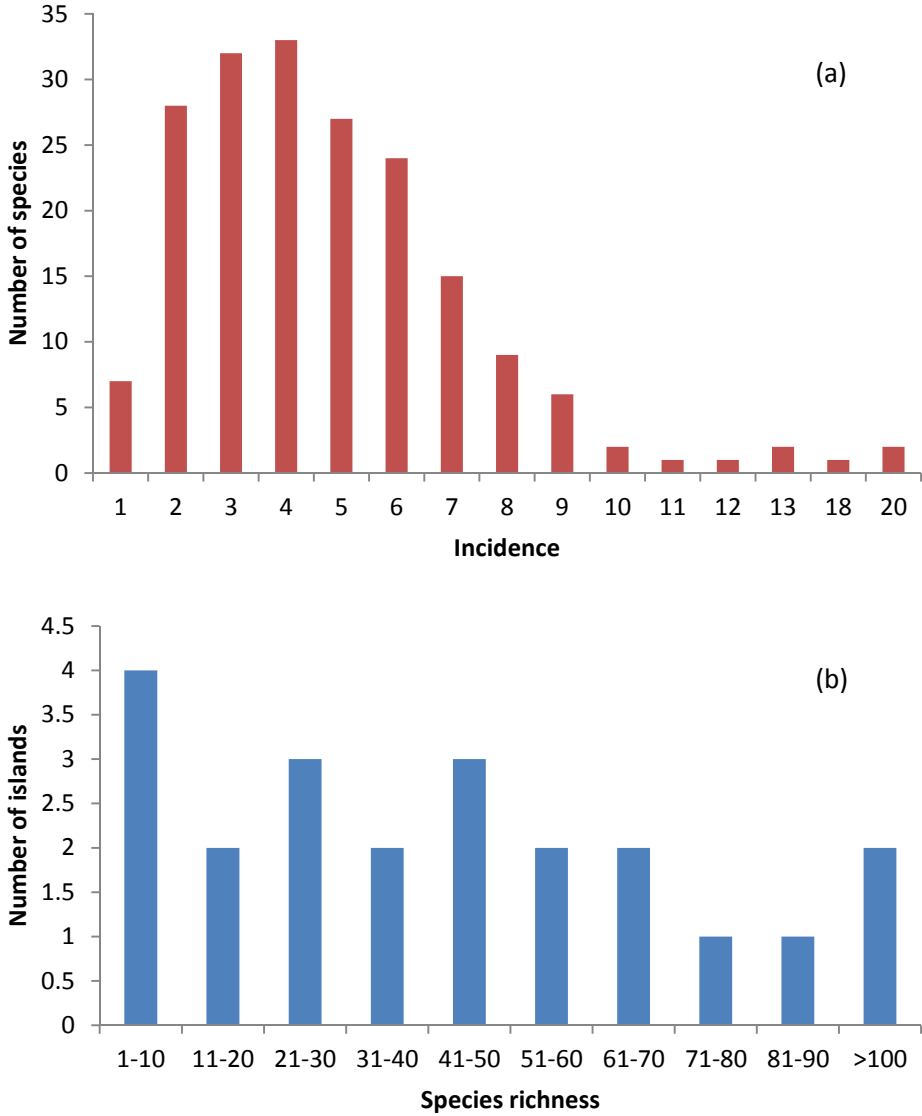 35
30
25
20
15
10
5
0
Number of species
(a)
1 2 3 4 5 6 7 8 9 10 11 12 13 18 20
Incidence
4.5
4
3.5
3
2.5
2
1.5
1
0.5
0
Number of islands
(b)
1-10 11-20 21-30 31-40 41-50 51-60 61-70 71-80 81-90 >100
Species richness